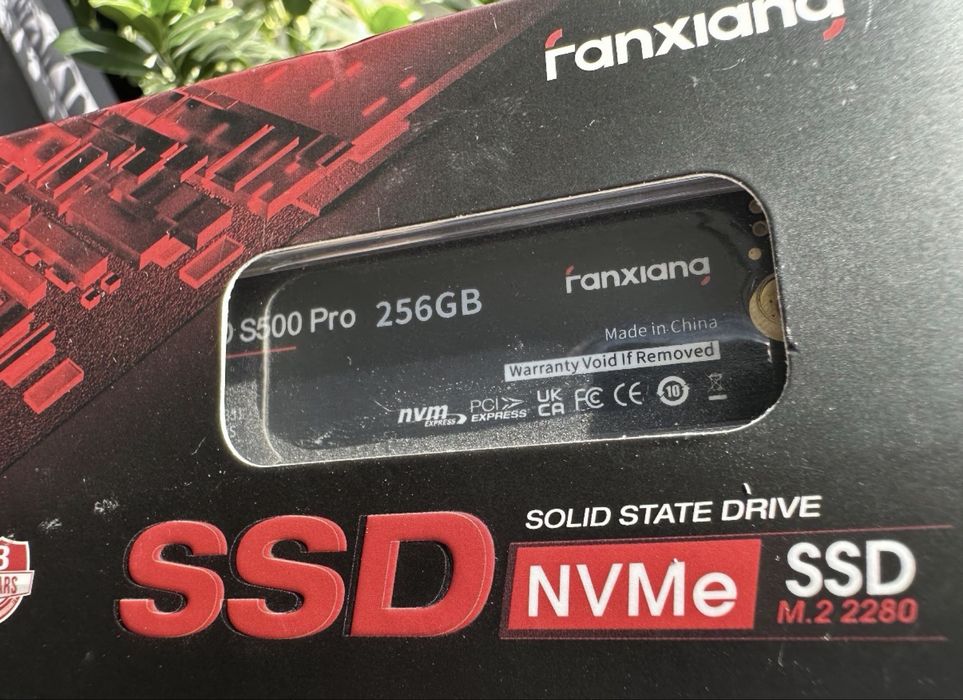 fanxiang
fanxiang
S500 Pro 256GB
Made in China
Warranty Void If Removed
nvm EXPRESS PCI EXPRESS UK CA FC CE 10
SOLID STATE DRIVE
SSD NVMe SSD
M.2 2280
3